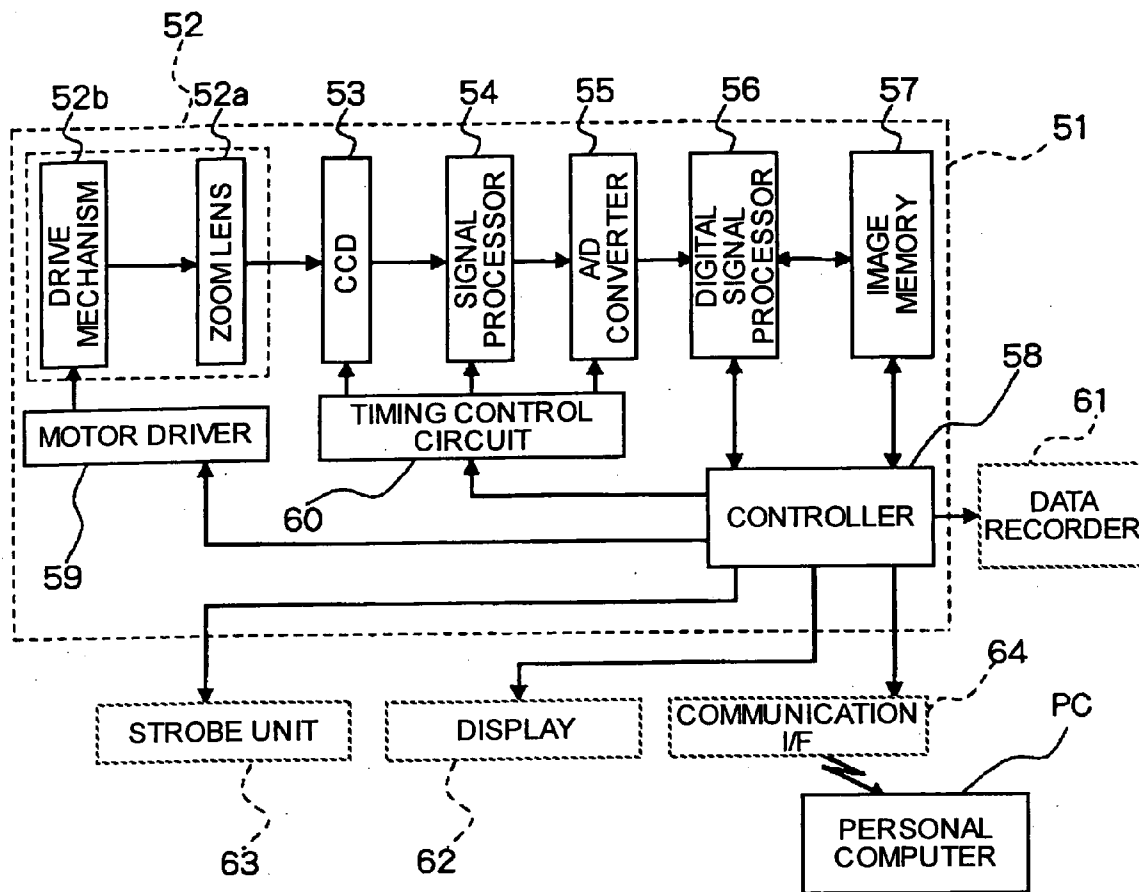 52
52b
52a
53
54
55
56
57
51
DRIVE
MECHANISM
ZOOM LENS
CCD
SIGNAL
PROCESSOR
A/D
CONVERTER
DIGITAL
SIGNAL
PROCESSOR
IMAGE
MEMORY
58
61
MOTOR DRIVER
TIMING CONTROL
CIRCUIT
59
60
CONTROLLER
DATA
RECORDER
64
STROBE UNIT
DISPLAY
COMMUNICATION
I/F
PC
63
62
PERSONAL
COMPUTER